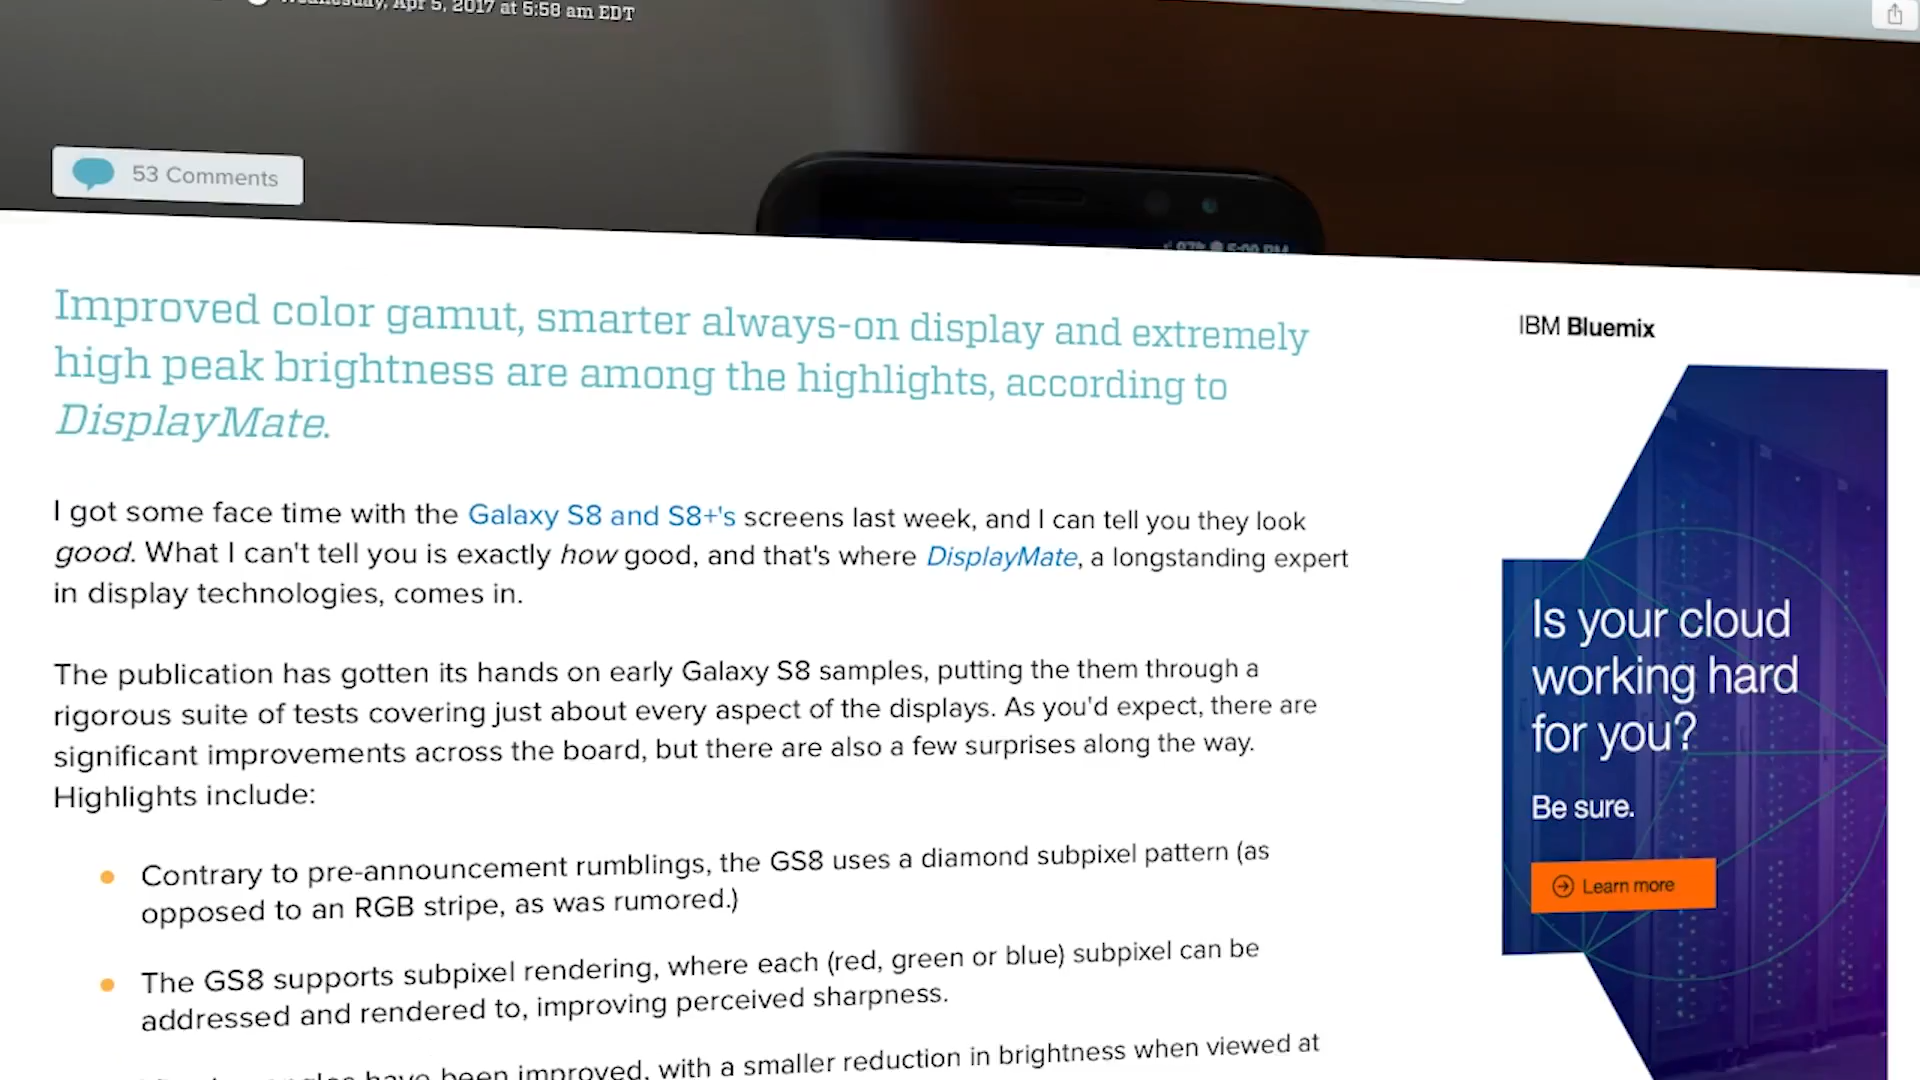 Wednesday, Apr 5, 2017 at 5:58 am EDT
53 Comments
97% 5:00 PM
Improved color gamut, smarter always-on display and extremely
high peak brightness are among the highlights, according to
DisplayMate.
I got some face time with the Galaxy S8 and S8+'s screens last week, and I can tell you they look
good. What I can't tell you is exactly how good, and that's where DisplayMate, a longstanding expert
in display technologies, comes in.
The publication has gotten its hands on early Galaxy S8 samples, putting the them through a
rigorous suite of tests covering just about every aspect of the displays. As you'd expect, there are
significant improvements across the board, but there are also a few surprises along the way.
Highlights include:
Contrary to pre-announcement rumblings, the GS8 uses a diamond subpixel pattern (as
opposed to an RGB stripe, as was rumored.)
The GS8 supports subpixel rendering, where each (red, green or blue) subpixel can be
addressed and rendered to, improving perceived sharpness.
have been improved, with a smaller reduction in brightness when viewed at
IBM Bluemix
Is your cloud
working hard
for you?
Be sure.
Learn more